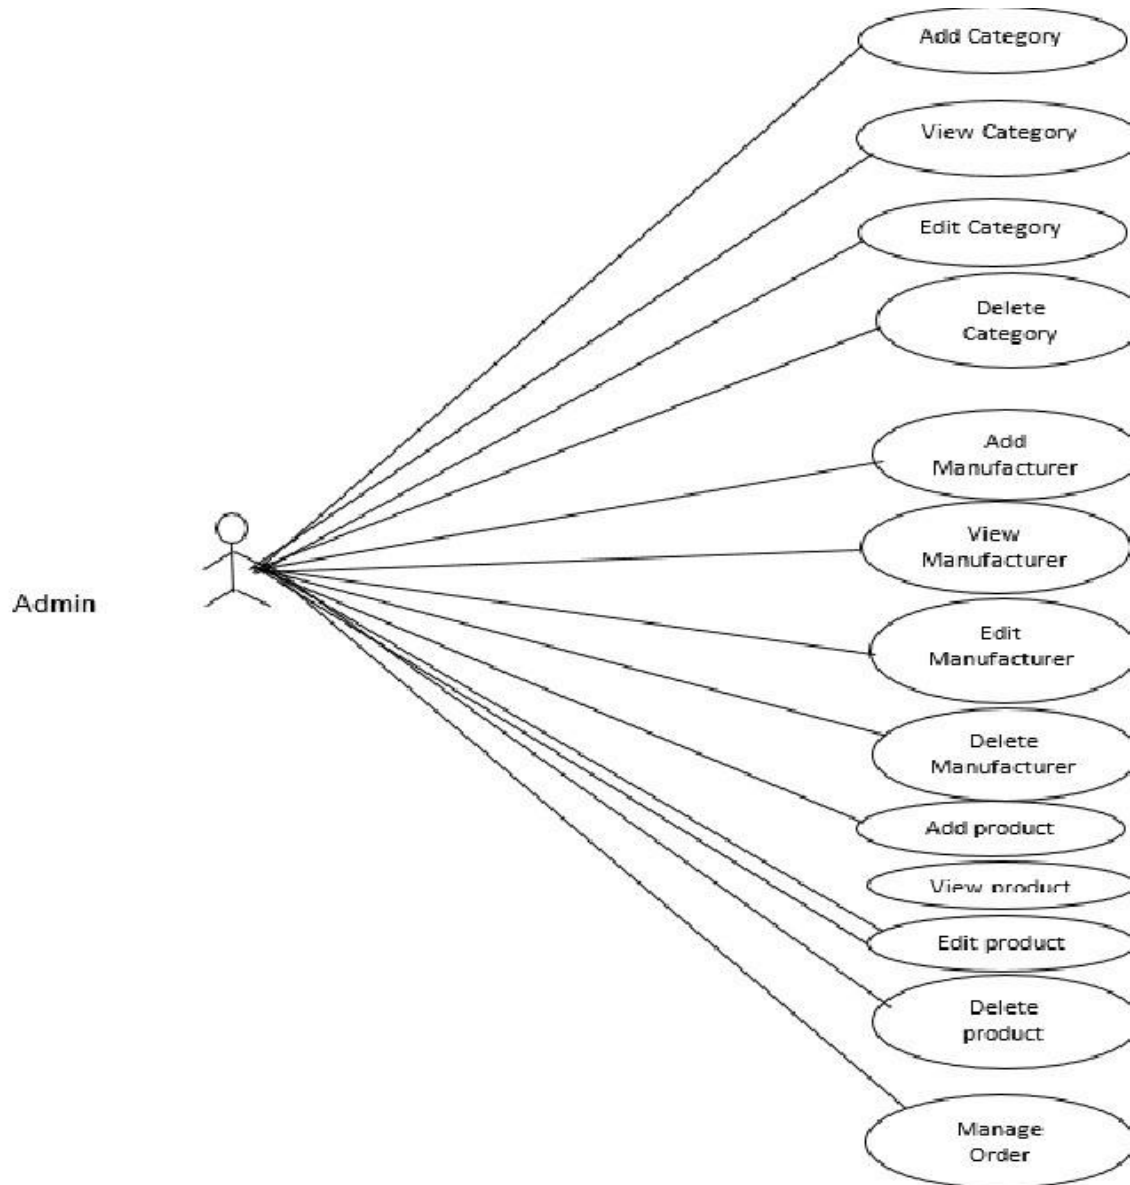 Add Category
View Category
Edit Category
Delete
Category
Add
Manufacturer
View
Manufacturer
Admin
Edit
Manufacturer
Delete
Manufacturer
Add product
View product
Edit product
Delete
product
Manage
Order